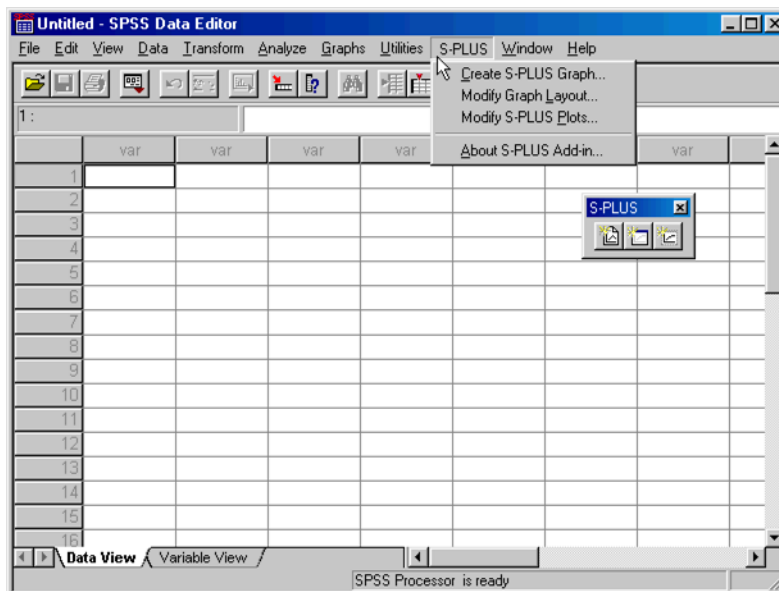 Untitled - SPSS Data Editor
File Edit View Data Transform Analyze Graphs Utilities S-PLUS Window Help
Create S-PLUS Graph...
Modify Graph Layout...
Modify S-PLUS Plots...
About S-PLUS Add-in...
1 :
var var var var var
S-PLUS
1
2
3
4
5
6
7
8
9
10
11
12
13
14
15
16
Data View Variable View
SPSS Processor is ready